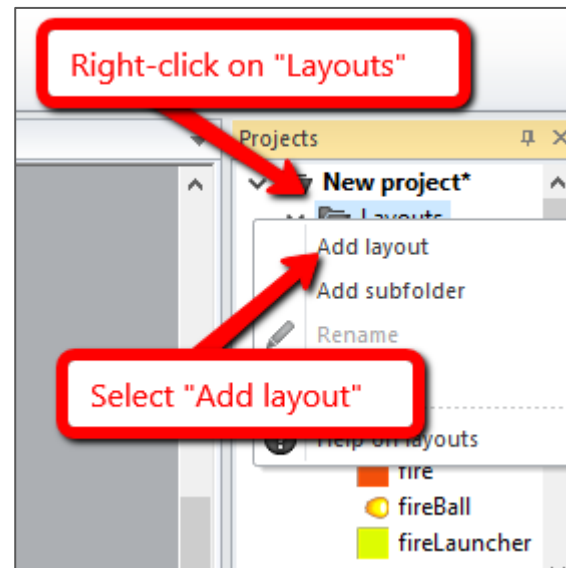 Right-click on "Layouts"
Projects
New project*
Layouts
Add layout
Add subfolder
Rename
Select "Add layout"
Help on layouts
fire
fireBall
fireLauncher